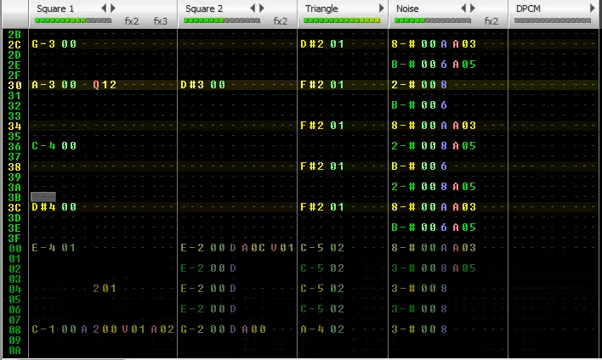 Square 1 Square 2 Triangle Noise DPCM
fx2 fx3 fx2 fx2
2B
2C G-3 00 D#2 01 8-# 00 A A03
2D
2E B-# 00 6 A05
2F
30 A-3 00 Q12 D#3 00 F#2 01 2-# 00 8
31
32 B-# 00 6
33
34 F#2 01 8-# 00 A A03
35
36 C-4 00 2-# 00 8 A05
37
38 F#2 01 B-# 00 6
39
3A 2-# 00 8 A05
3B
3C D#4 00 F#2 01 8-# 00 A A03
3D
3E B-# 00 6 A05
3F
00 E-4 01 E-2 00 D A0C V01 C-5 02 8-# 00 A A03
01
02 E-2 00 D C-5 02 3-# 00 8 A05
03
04 201 E-2 00 D C-5 02 3-# 00 8
05
06 E-2 00 D C-5 02 3-# 00 8
07
08 C-1 00 A 200 V01 A02 G-2 00 D A00 A-4 02 3-# 00 8
09
0A